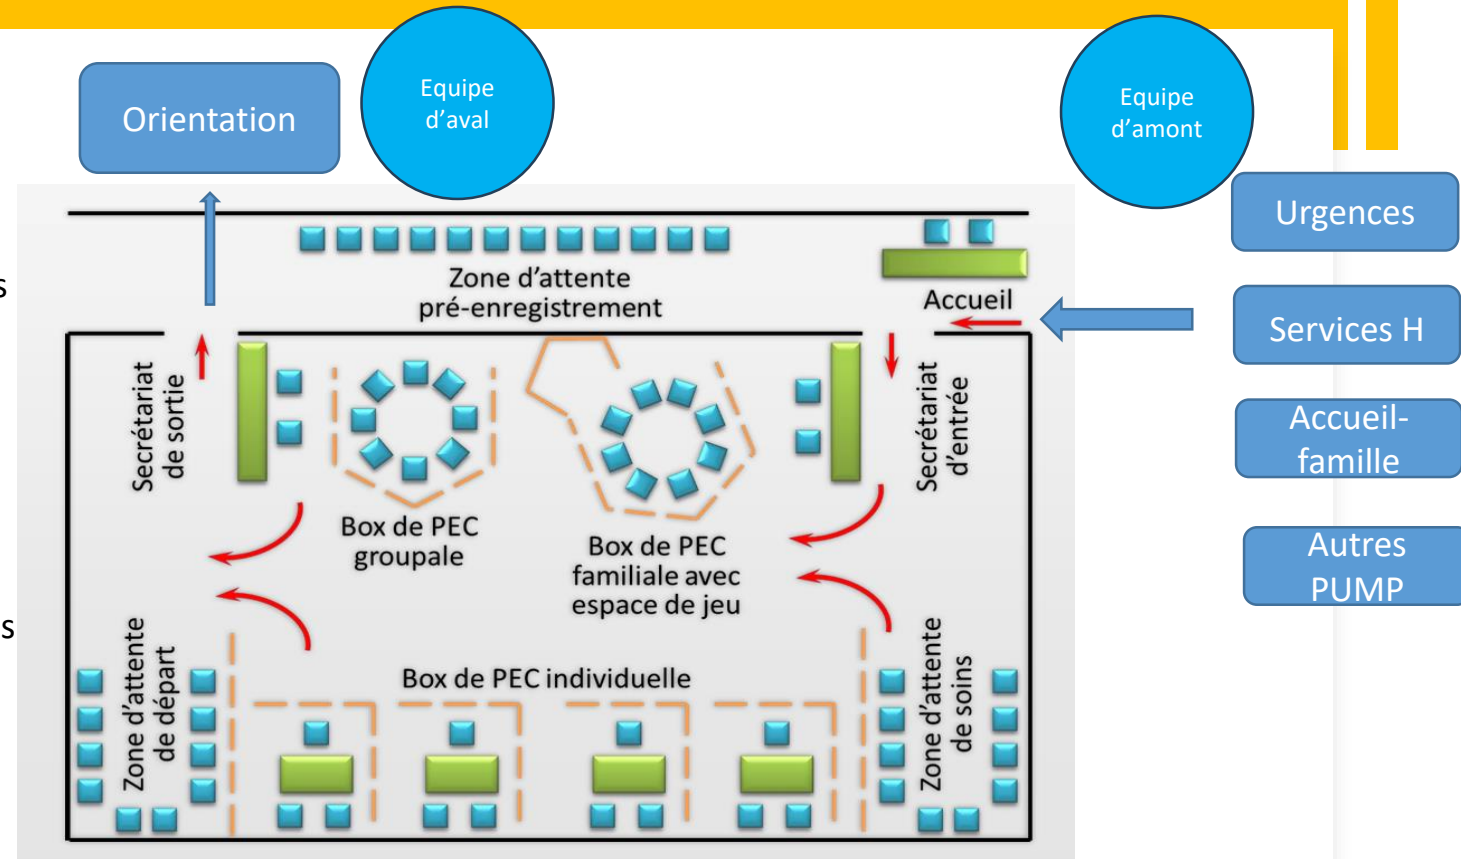 Orientation
Equipe
d’aval
Equipe
d’amont
Urgences
Services H
Accueil-
famille
Autres
PUMP
Zone d’attente
pré-enregistrement
Accueil
s
Secrétariat
de sortie
Secrétariat
d’entrée
Box de PEC
groupale
Box de PEC
familiale avec
espace de jeu
s
Zone d’attente
de départ
Box de PEC individuelle
Zone d’attente
de soins